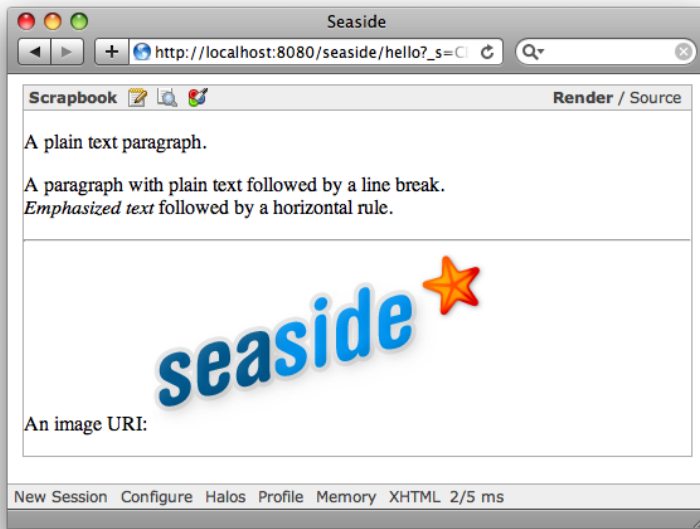 Seaside
http://localhost:8080/seaside/hello?_s=C
Scrapbook Render / Source
A plain text paragraph.
A paragraph with plain text followed by a line break.
Emphasized text followed by a horizontal rule.
seaside
An image URI:
New Session Configure Halos Profile Memory XHTML 2/5 ms